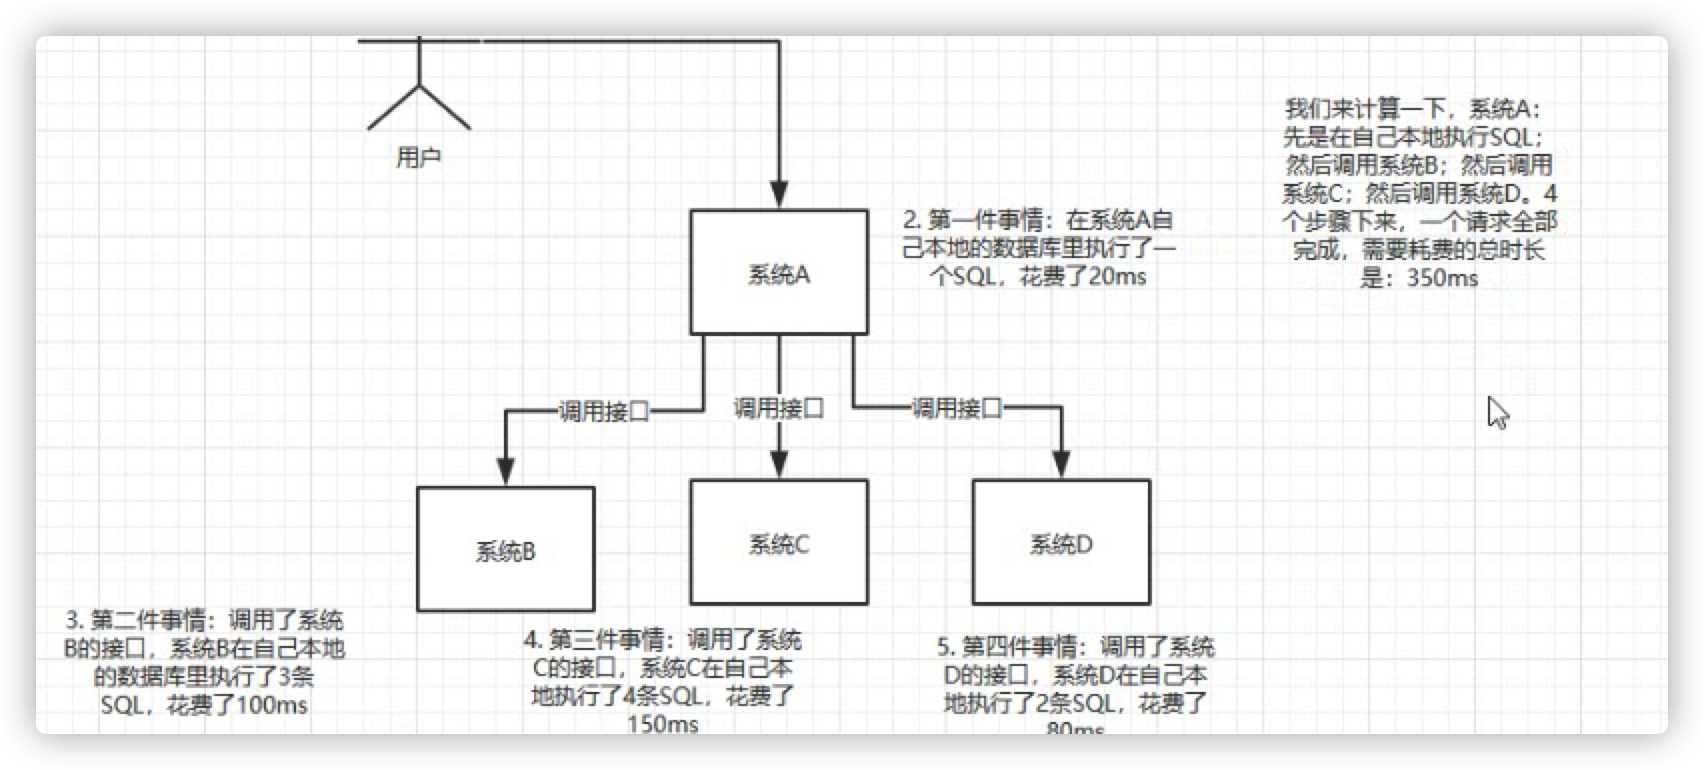 用户
我们来计算一下，系统A：
先是在自己本地执行SQL；
然后调用系统B；然后调用
系统C；然后调用系统D。4
个步骤下来，一个请求全部
完成，需要耗费的总时长
是：350ms
系统A
2. 第一件事情：在系统A自
己本地的数据库里执行了一
个SQL，花费了20ms
调用接口
调用接口
调用接口
系统B
系统C
系统D
3. 第二件事情：调用了系统
B的接口，系统B在自己本地
的数据库里执行了3条
SQL，花费了100ms
4. 第三件事情：调用了系统
C的接口，系统C在自己本
地执行了4条SQL，花费了
150ms
5. 第四件事情：调用了系统
D的接口，系统D在自己本
地执行了2条SQL，花费了
80ms